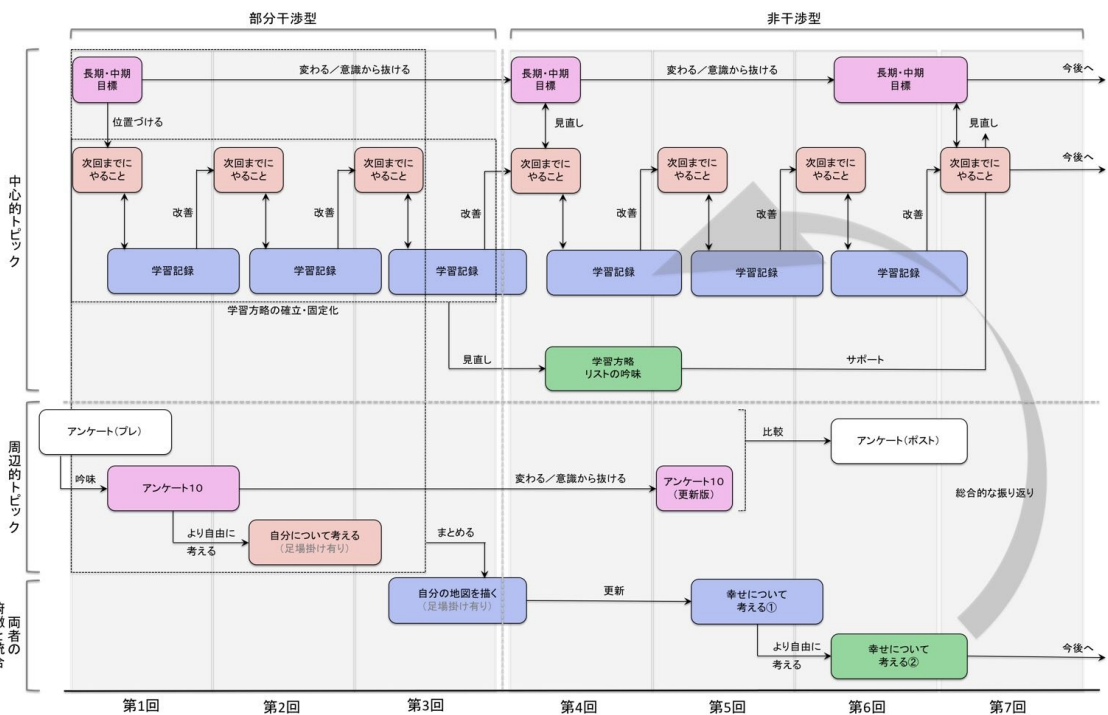 部分干渉型
非干渉型
中心的トピック
長期・中期
目標
変わる／意識から抜ける
長期・中期
目標
変わる／意識から抜ける
長期・中期
目標
今後へ
位置づける
見直し
見直し
次回までに
やること
次回までに
やること
次回までに
やること
次回までに
やること
次回までに
やること
次回までに
やること
次回までに
やること
今後へ
改善
改善
改善
改善
改善
改善
学習記録
学習記録
学習記録
学習記録
学習記録
学習記録
学習方略の確立・固定化
見直し
学習方略
リストの吟味
サポート
周辺的トピック
アンケート(プレ)
吟味
アンケート10
変わる／意識から抜ける
アンケート10
(更新版)
比較
アンケート(ポスト)
総合的な振り返り
より自由に
考える
自分について考える
(足場掛け有り)
まとめる
両者の
俯瞰と統合
自分の地図を描く
(足場掛け有り)
更新
幸せについて
考える①
より自由に
考える
幸せについて
考える②
今後へ
第1回
第2回
第3回
第4回
第5回
第6回
第7回